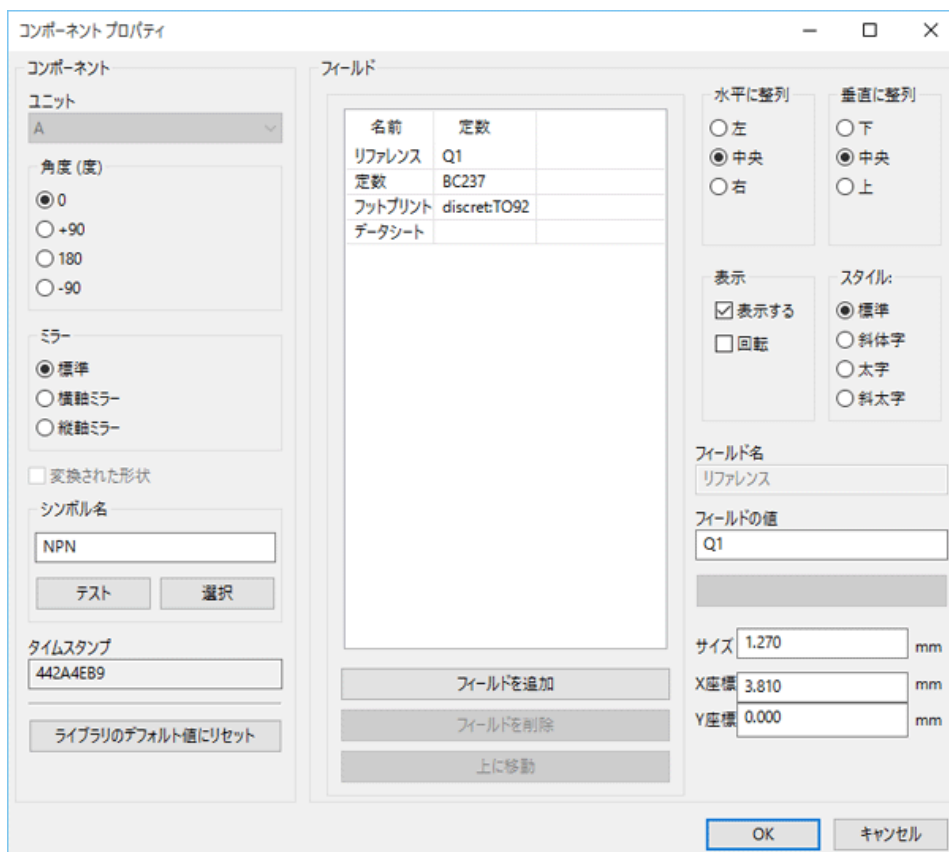 コンポーネント プロパティ
コンポーネント
ユニット
A
角度 (度)
0
+90
180
-90
ミラー
標準
横軸ミラー
縦軸ミラー
変換された形状
シンボル名
NPN
テスト 選択
タイムスタンプ
442A4EB9
ライブラリのデフォルト値にリセット
フィールド
名前 定数
リファレンス Q1
定数 BC237
フットプリント discret:TO92
データシート
フィールドを追加
フィールドを削除
上に移動
水平に整列
左
中央
右
垂直に整列
下
中央
上
表示
表示する
回転
スタイル:
標準
斜体字
太字
斜太字
フィールド名
リファレンス
フィールドの値
Q1
サイズ 1.270 mm
X座標 3.810 mm
Y座標 0.000 mm
OK キャンセル